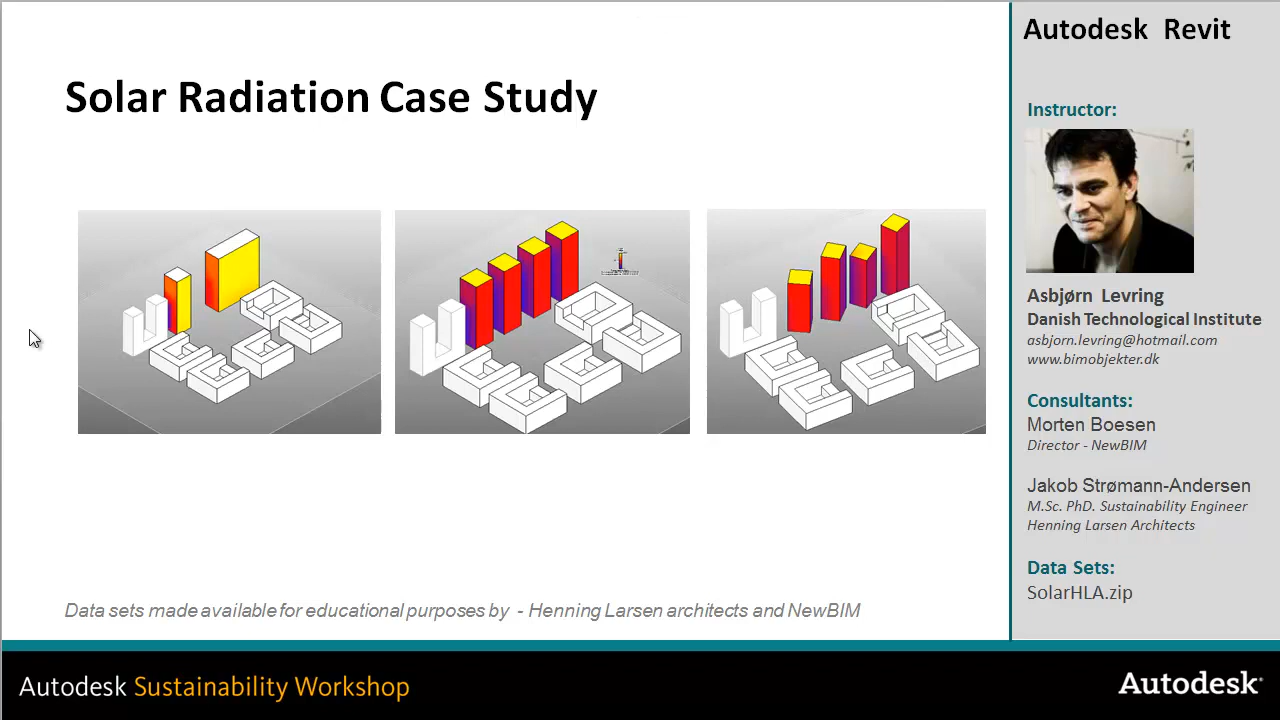 Solar Radiation Case Study
Data sets made available for educational purposes by - Henning Larsen architects and NewBIM
Autodesk Revit
Instructor:
Asbjørn Levring
Danish Technological Institute
asbjorn.levring@hotmail.com
www.bimobjekter.dk
Consultants:
Morten Boesen
Director - NewBIM
Jakob Strømann-Andersen
M.Sc. PhD. Sustainability Engineer
Henning Larsen Architects
Data Sets:
SolarHLA.zip
Autodesk Sustainability Workshop
Autodesk®